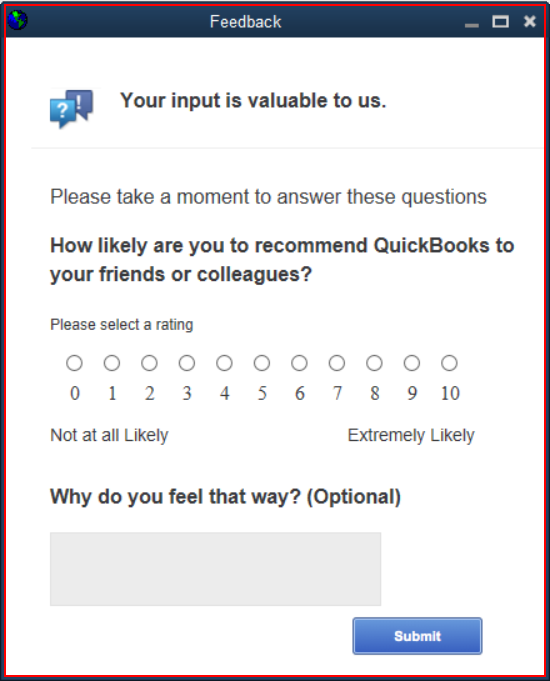 Feedback
? !
Your input is valuable to us.
Please take a moment to answer these questions
How likely are you to recommend QuickBooks to
your friends or colleagues?
Please select a rating
0 1 2 3 4 5 6 7 8 9 10
Not at all Likely Extremely Likely
Why do you feel that way? (Optional)
Submit